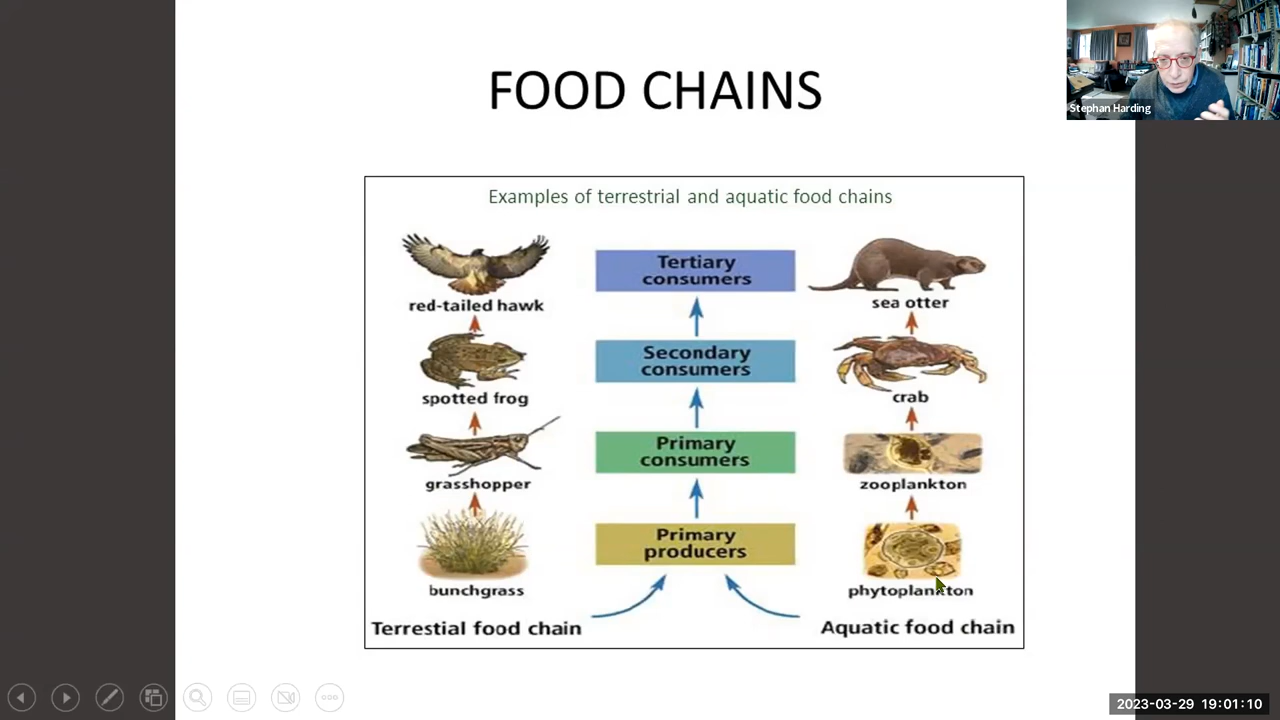 FOOD CHAINS
Stephan Harding
Examples of terrestrial and aquatic food chains
red-tailed hawk
Tertiary
consumers
sea otter
spotted frog
Secondary
consumers
crab
grasshopper
Primary
consumers
zooplankton
bunchgrass
Primary
producers
phytoplankton
Terrestial food chain
Aquatic food chain
2023-03-29 19:01:10